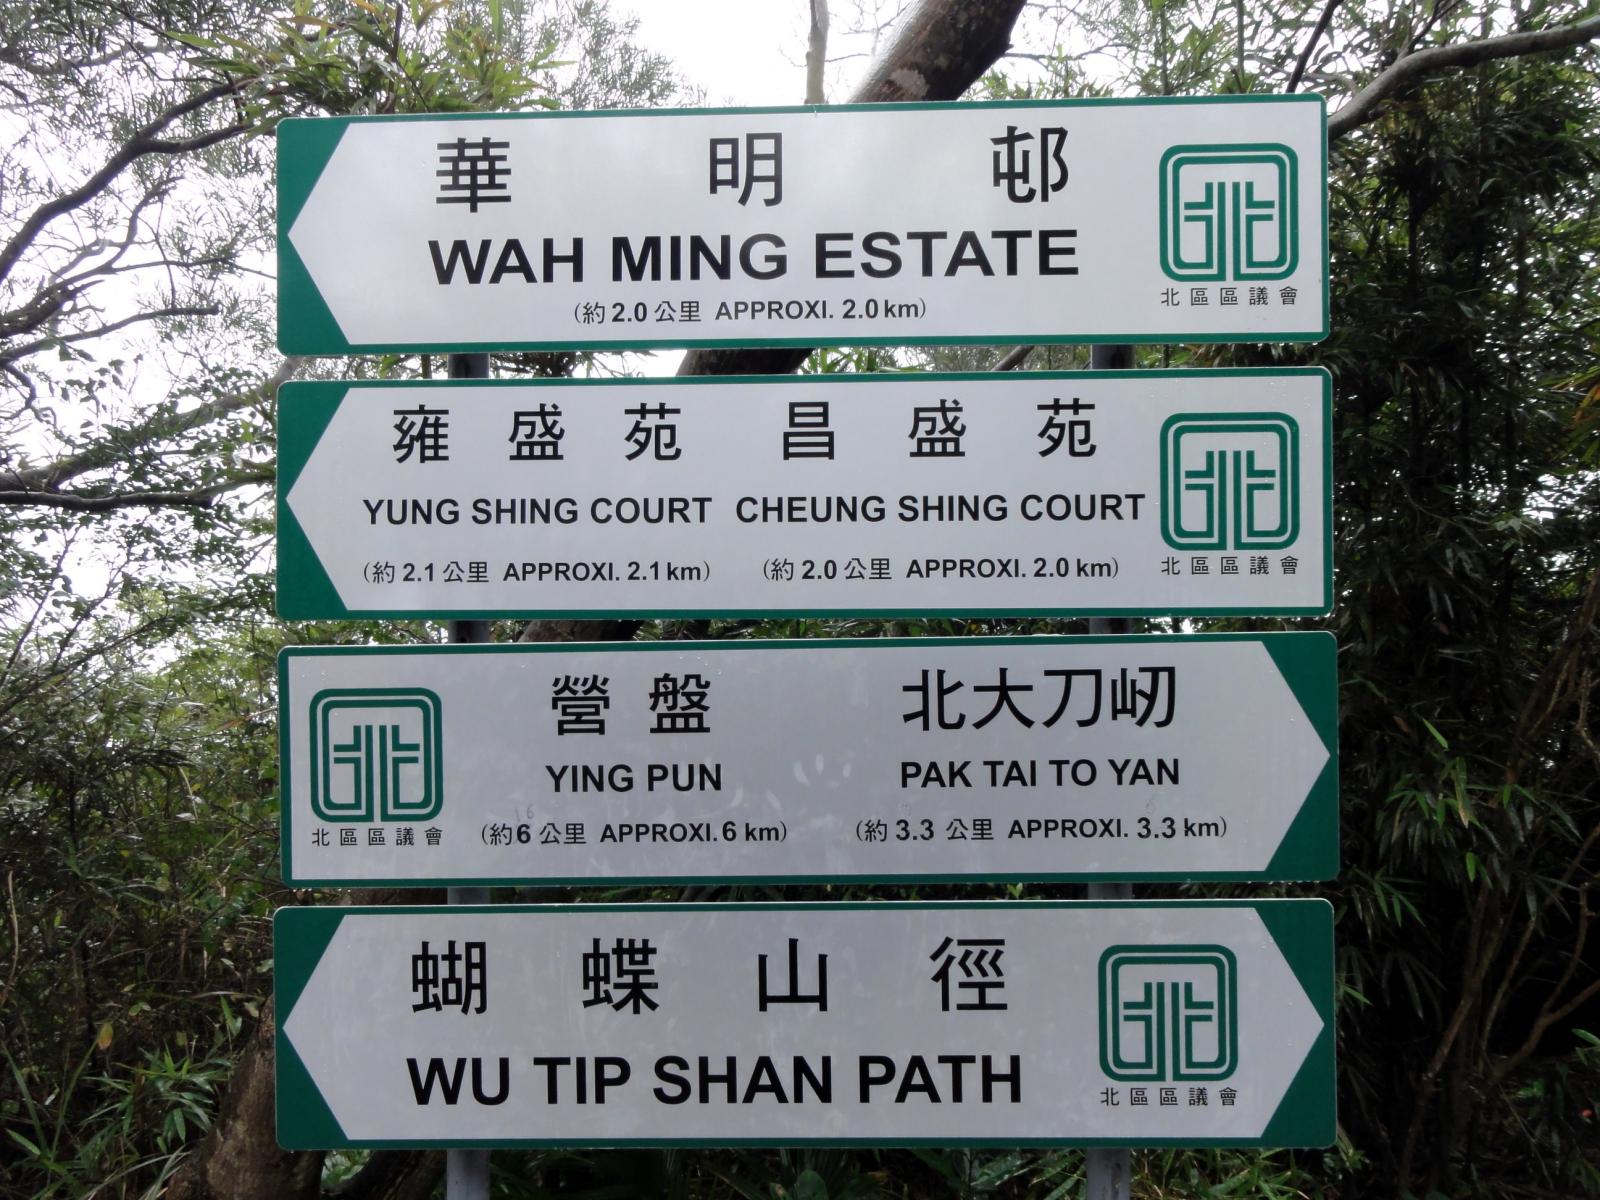 華明邨
WAH MING ESTATE
(約 2.0 公里 APPROXI. 2.0 km)
北區區議會
雍盛苑 昌盛苑
YUNG SHING COURT CHEUNG SHING COURT
(約 2.1 公里 APPROXI. 2.1 km) (約 2.0 公里 APPROXI. 2.0 km)
北區區議會
營盤 北大刀屻
YING PUN PAK TAI TO YAN
(約 6 公里 APPROXI. 6 km) (約 3.3 公里 APPROXI. 3.3 km)
北區區議會
蝴蝶山徑
WU TIP SHAN PATH
北區區議會